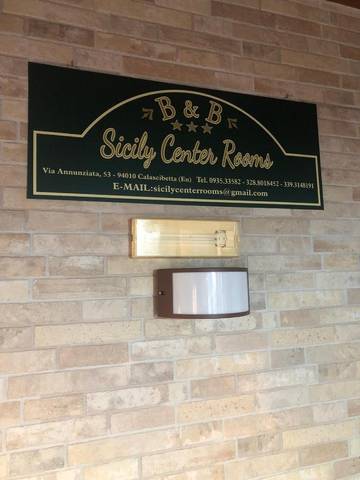 B & B
Sicily Center Rooms
Via Annunziata, 53 - 94010 Calascibetta (En) Tel. 0935.33582 - 328.8018452 - 339.3148191
E-MAIL:sicilycenterrooms@gmail.com